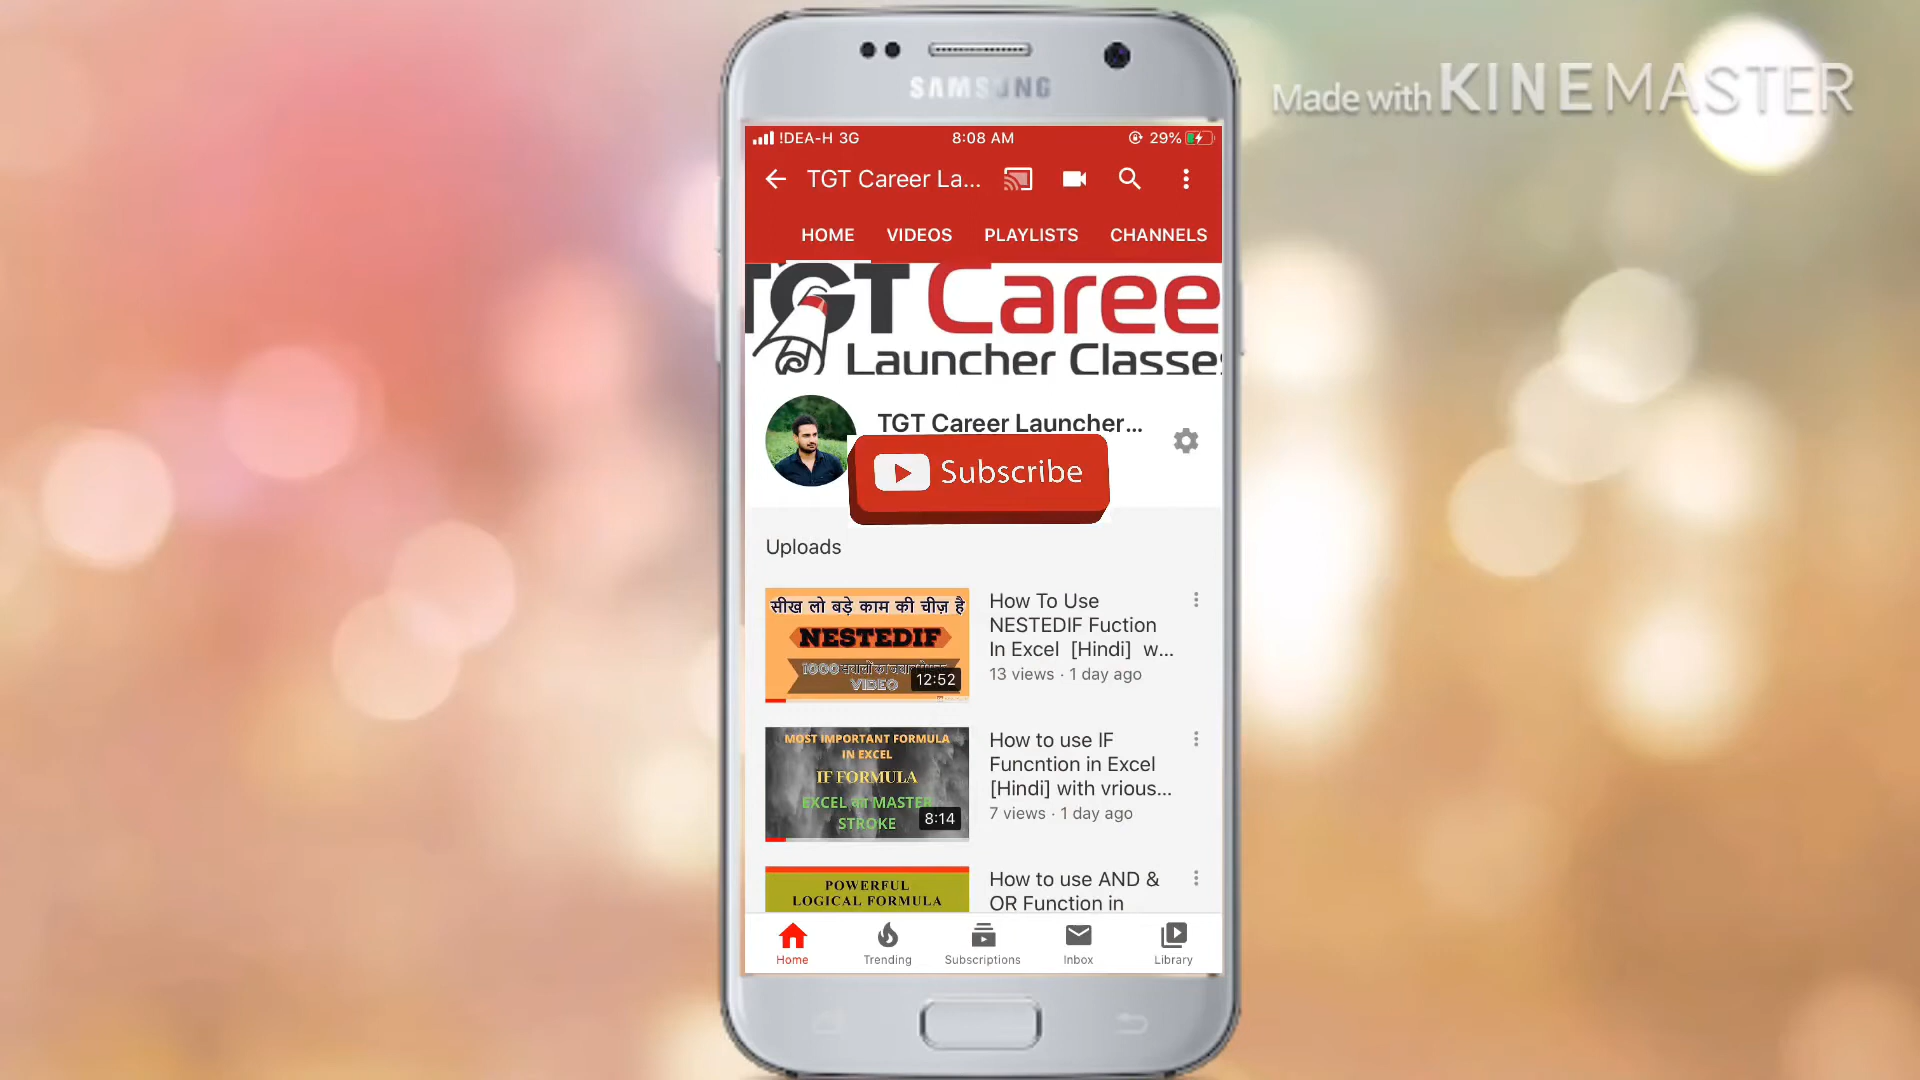 Made with KINEMASTER
SAMSUNG
!DEA-H 3G 8:08 AM 29%
TGT Career La...
HOME VIDEOS PLAYLISTS CHANNELS
TGT Caree
Launcher Classes
TGT Career Launcher...
Subscribe
Uploads
सीख लो बड़े काम की चीज़ है
NESTEDIF
VIDEO
12:52
How To Use
NESTEDIF Fuction
In Excel [Hindi] w...
13 views · 1 day ago
MOST IMPORTANT FORMULA
IN EXCEL
IF FORMULA
EXCEL का MASTER
STROKE
8:14
How to use IF
Funcntion in Excel
[Hindi] with vrious...
7 views · 1 day ago
POWERFUL
LOGICAL FORMULA
How to use AND &
OR Function in
Home Trending Subscriptions Inbox Library